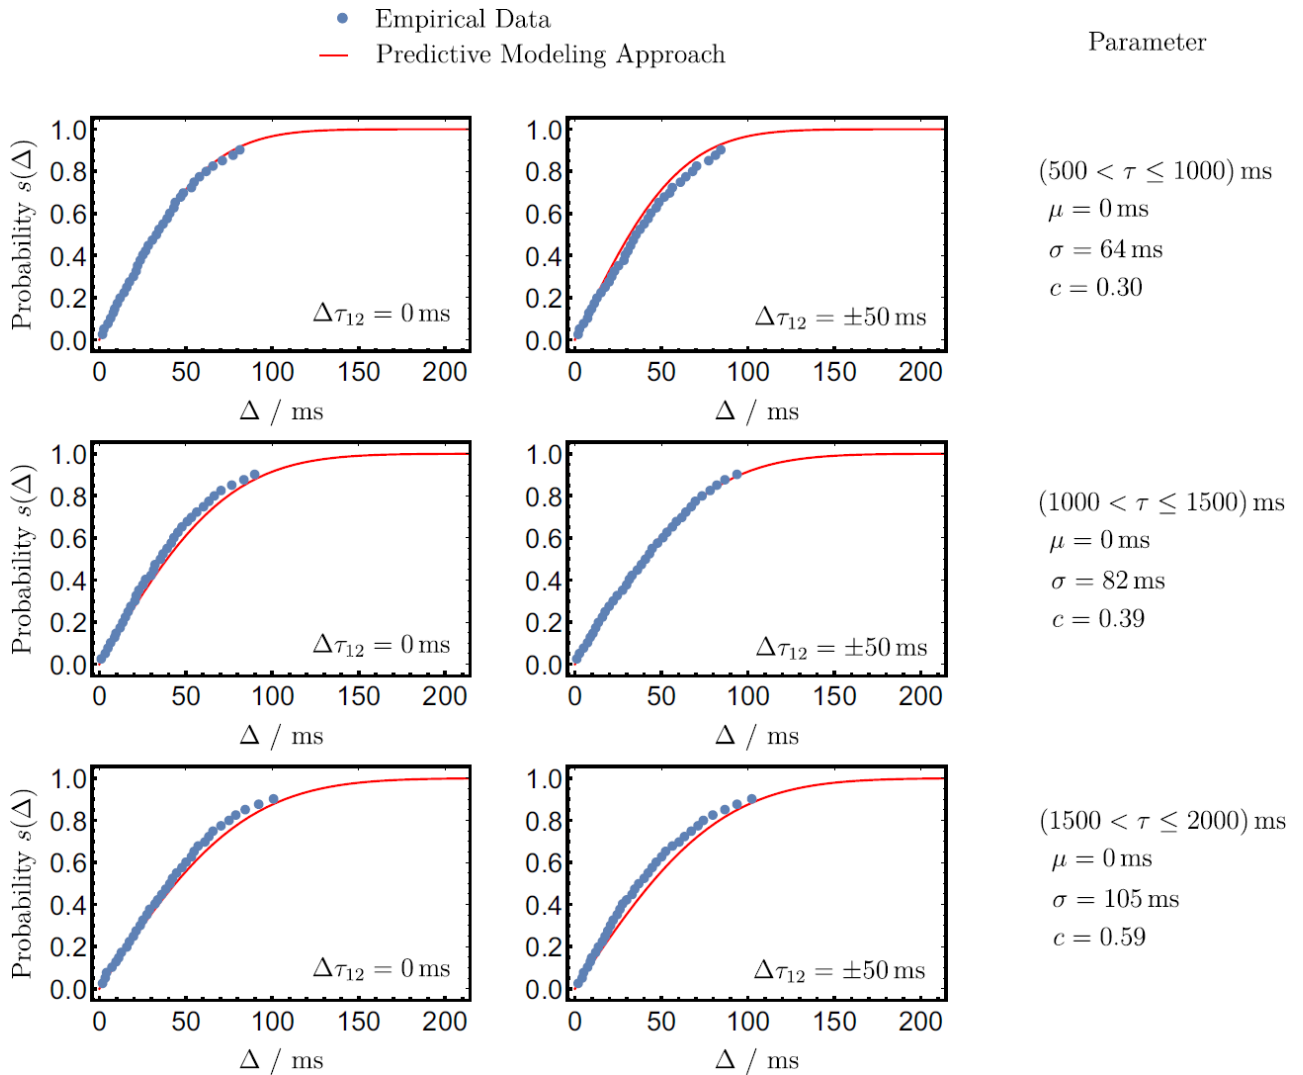 Empirical Data
Predictive Modeling Approach
Parameter
Probability s(Δ)
1.0
0.8
0.6
0.4
0.2
0.0
Δτ₁₂ = 0 ms
0 50 100 150 200
Δ / ms
1.0
0.8
0.6
0.4
0.2
0.0
Δτ₁₂ = ±50 ms
0 50 100 150 200
Δ / ms
(500 < τ ≤ 1000) ms
μ = 0 ms
σ = 64 ms
c = 0.30
Probability s(Δ)
1.0
0.8
0.6
0.4
0.2
0.0
Δτ₁₂ = 0 ms
0 50 100 150 200
Δ / ms
1.0
0.8
0.6
0.4
0.2
0.0
Δτ₁₂ = ±50 ms
0 50 100 150 200
Δ / ms
(1000 < τ ≤ 1500) ms
μ = 0 ms
σ = 82 ms
c = 0.39
Probability s(Δ)
1.0
0.8
0.6
0.4
0.2
0.0
Δτ₁₂ = 0 ms
0 50 100 150 200
Δ / ms
1.0
0.8
0.6
0.4
0.2
0.0
Δτ₁₂ = ±50 ms
0 50 100 150 200
Δ / ms
(1500 < τ ≤ 2000) ms
μ = 0 ms
σ = 105 ms
c = 0.59